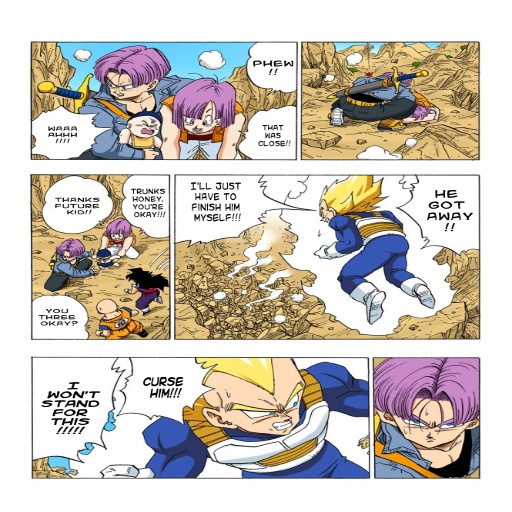 PHEW
!!
WAAA
AHHH
!!!!
THAT
WAS
CLOSE!!
THANKS
FUTURE
KID!!
TRUNKS
HONEY,
YOU'RE
OKAY!!!
YOU
THREE
OKAY?
I'LL JUST
HAVE TO
FINISH HIM
MYSELF!!!
HE
GOT
AWAY
!!
I
WON'T
STAND
FOR
THIS
!!!!!
CURSE
HIM!!!